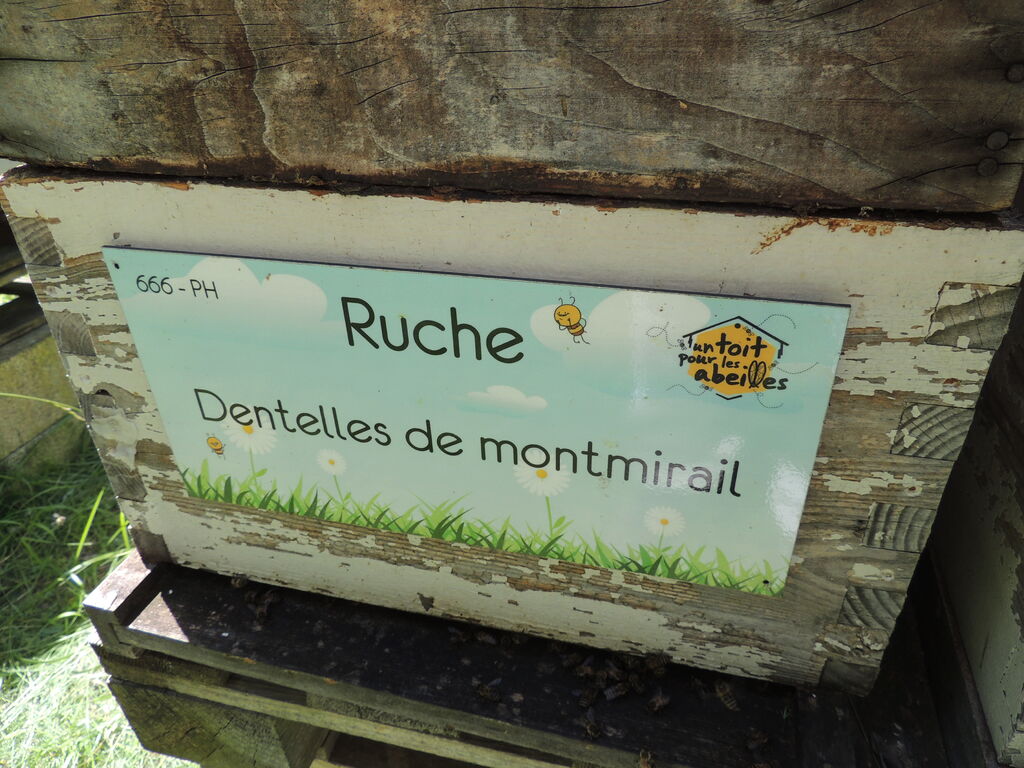 666 - PH
Ruche
un toit
pour les
abeilles
Dentelles de montmirail